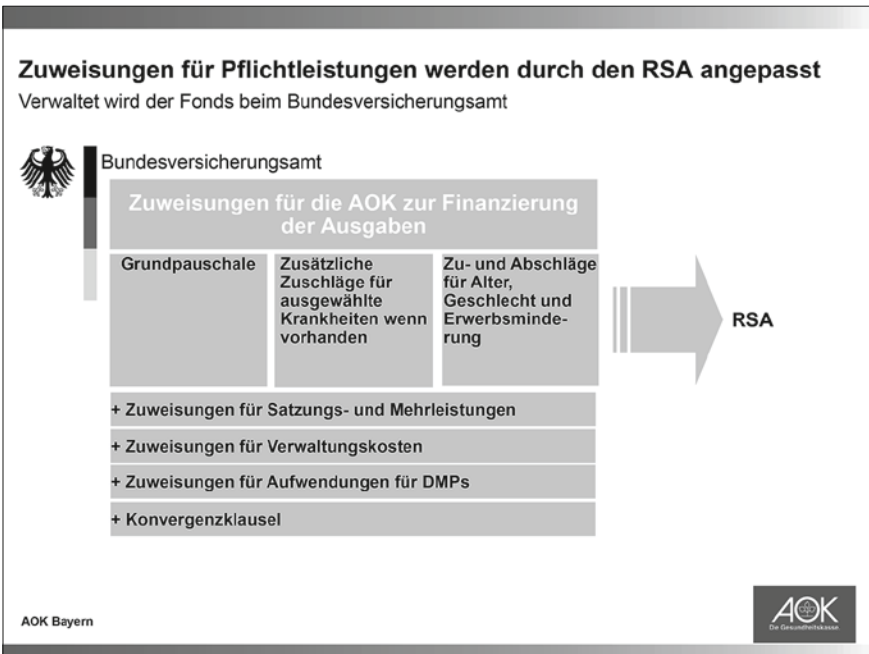 Zuweisungen für Pflichtleistungen werden durch den RSA angepasst
Verwaltet wird der Fonds beim Bundesversicherungsamt
Bundesversicherungsamt
Zuweisungen für die AOK zur Finanzierung
der Ausgaben
Grundpauschale
Zusätzliche
Zuschläge für
ausgewählte
Krankheiten wenn
vorhanden
Zu- und Abschläge
für Alter,
Geschlecht und
Erwerbsminde-
rung
RSA
+ Zuweisungen für Satzungs- und Mehrleistungen
+ Zuweisungen für Verwaltungskosten
+ Zuweisungen für Aufwendungen für DMPs
+ Konvergenzklausel
AOK Bayern
AOK
Die Gesundheitskasse.